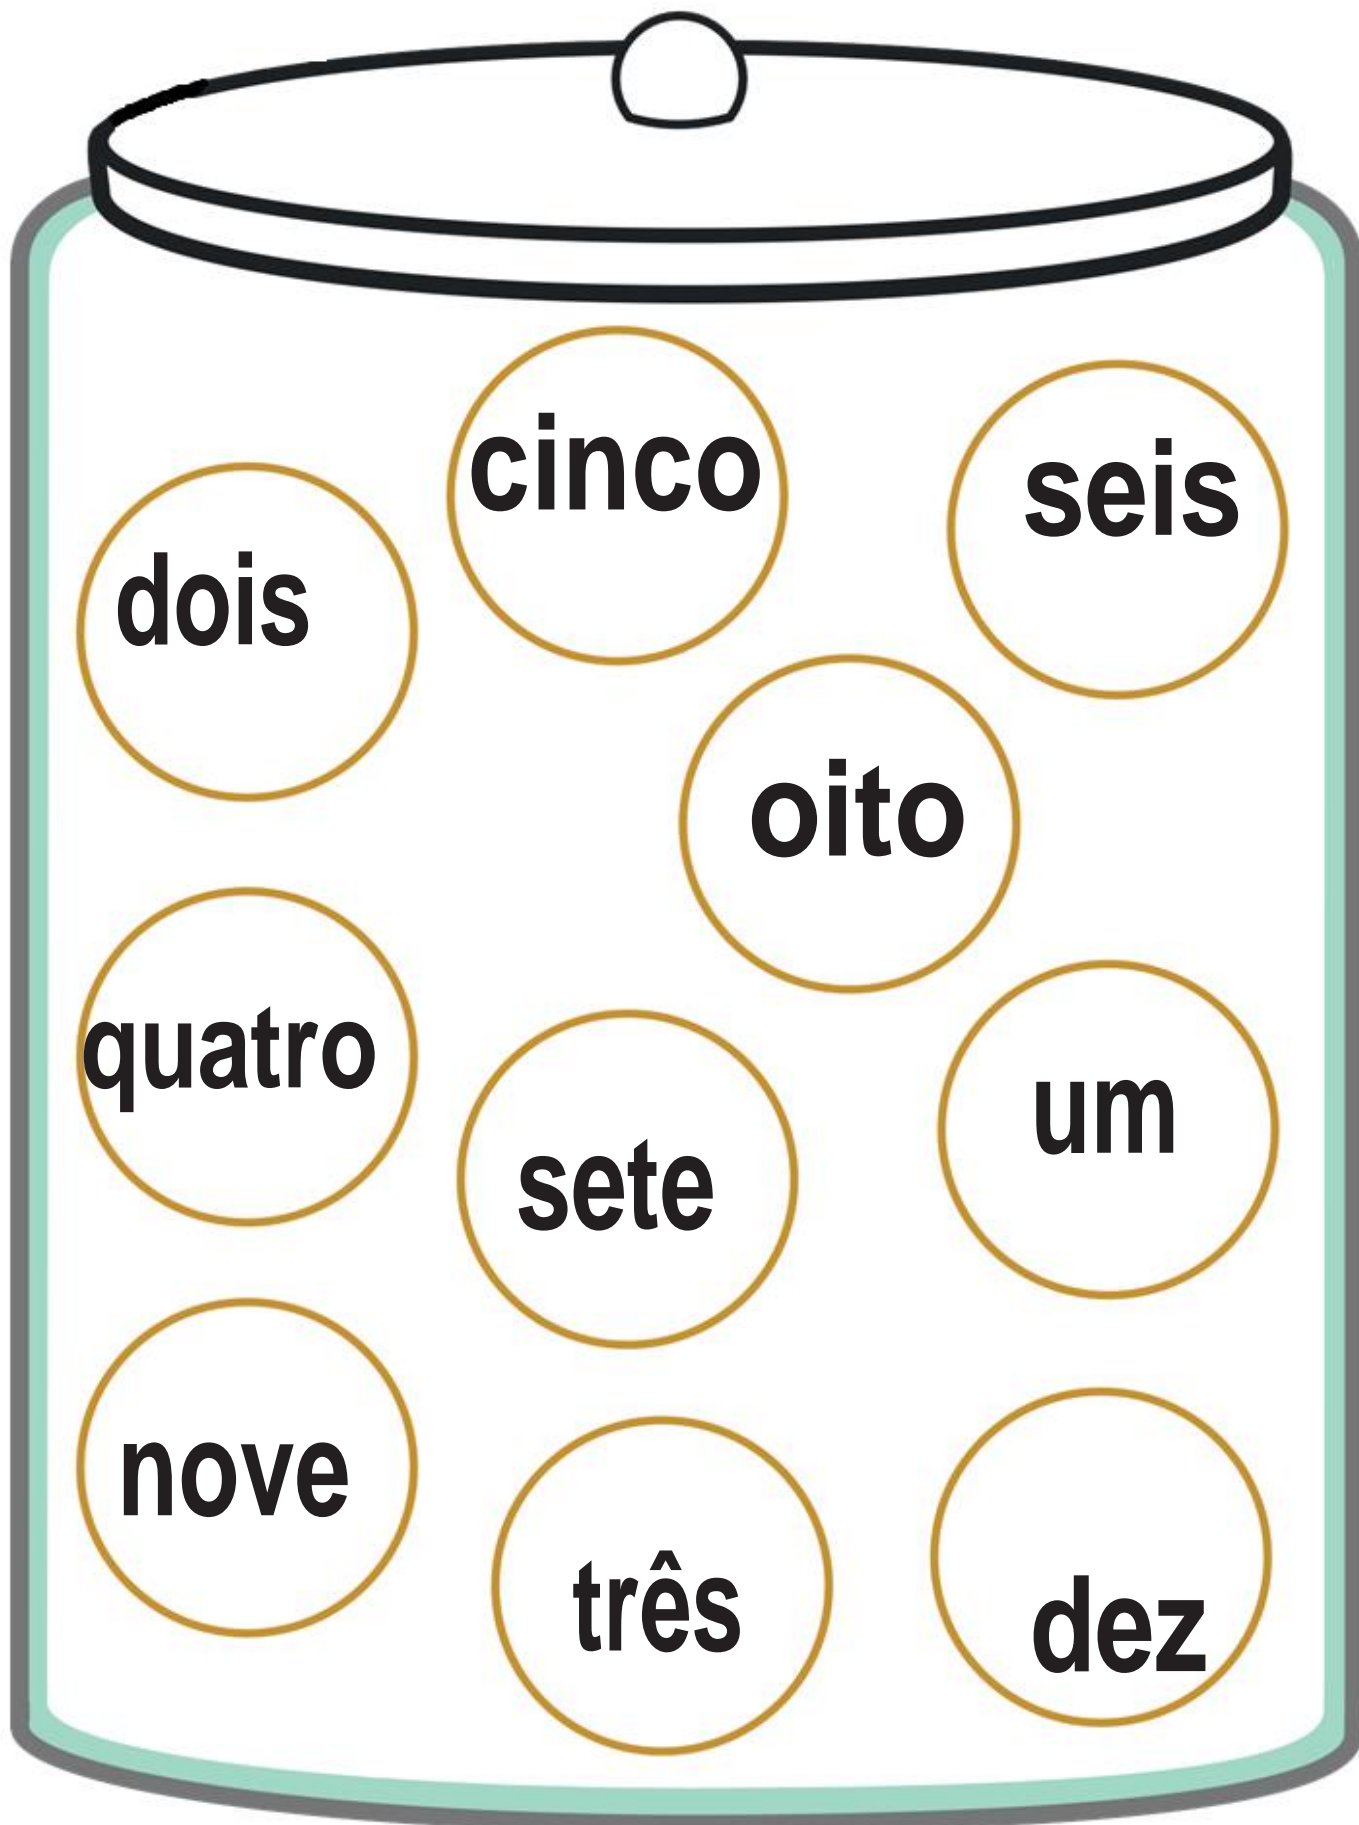 cinco
seis
dois
oito
quatro
um
sete
nove
três
dez